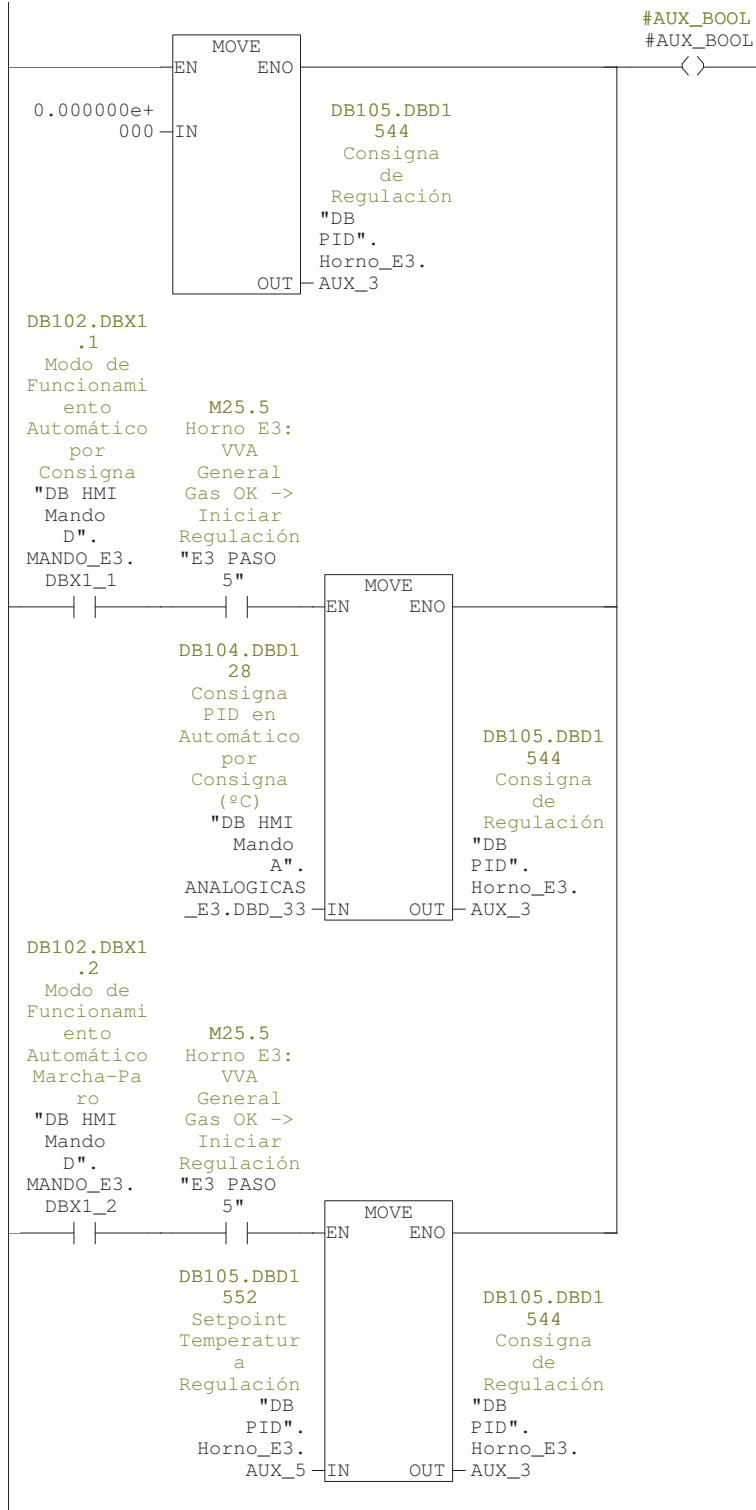 #AUX_BOOL
#AUX_BOOL
MOVE
EN ENO
0.000000e+
000
IN
DB105.DBD1
544
Consigna
de
Regulación
"DB
PID".
Horno_E3.
OUT AUX_3
DB102.DBX1
.1
Modo de
Funcionami
ento
Automático
por
Consigna
"DB HMI
Mando
D".
MANDO_E3.
DBX1_1
M25.5
Horno E3:
VVA
General
Gas OK ->
Iniciar
Regulación
"E3 PASO
5"
MOVE
EN ENO
DB104.DBD1
28
Consigna
PID en
Automático
por
Consigna
(ºC)
"DB HMI
Mando
A".
ANALOGICAS
_E3.DBD_33
IN OUT
DB105.DBD1
544
Consigna
de
Regulación
"DB
PID".
Horno_E3.
AUX_3
DB102.DBX1
.2
Modo de
Funcionami
ento
Automático
Marcha-Pa
ro
"DB HMI
Mando
D".
MANDO_E3.
DBX1_2
M25.5
Horno E3:
VVA
General
Gas OK ->
Iniciar
Regulación
"E3 PASO
5"
MOVE
EN ENO
DB105.DBD1
552
Setpoint
Temperatur
a
Regulación
"DB
PID".
Horno_E3.
AUX_5
IN OUT
DB105.DBD1
544
Consigna
de
Regulación
"DB
PID".
Horno_E3.
AUX_3